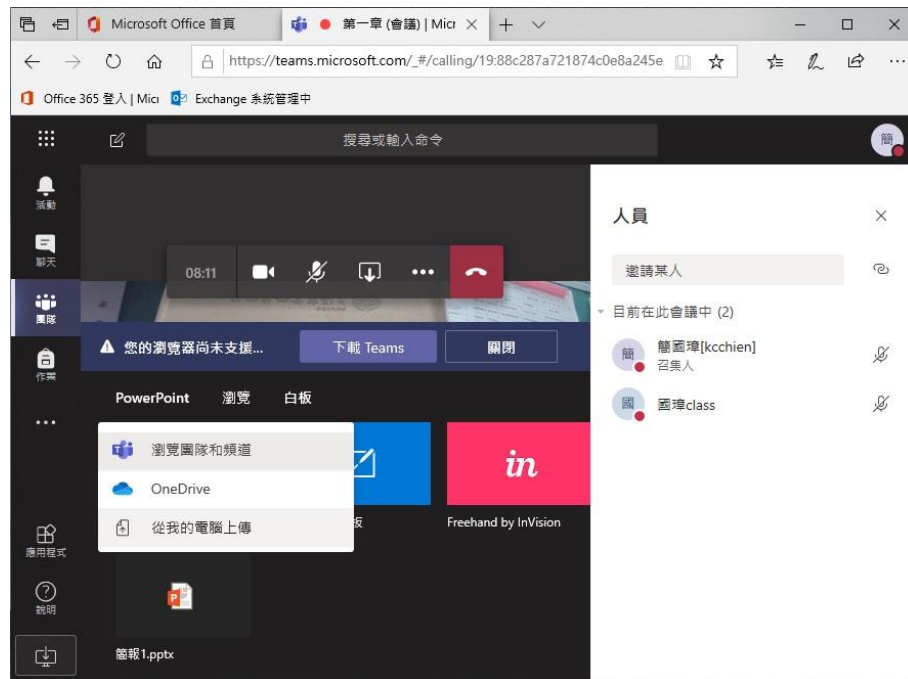 Microsoft Office 首頁
第一章 (會議) | Micr
https://teams.microsoft.com/_#/calling/19:88c287a721874c0e8a245e
Office 365 登入 | Micr
Exchange 系統管理中
搜尋或輸入命令
簡
活動
聊天
團隊
作業
應用程式
說明
08:11
您的瀏覽器尚未支援...
下載 Teams
關閉
PowerPoint
瀏覽
白板
瀏覽團隊和頻道
OneDrive
從我的電腦上傳
板
in
Freehand by InVision
P
簡報1.pptx
人員
邀請某人
目前在此會議中 (2)
簡
簡國璋[kcchien]
召集人
國
國璋class